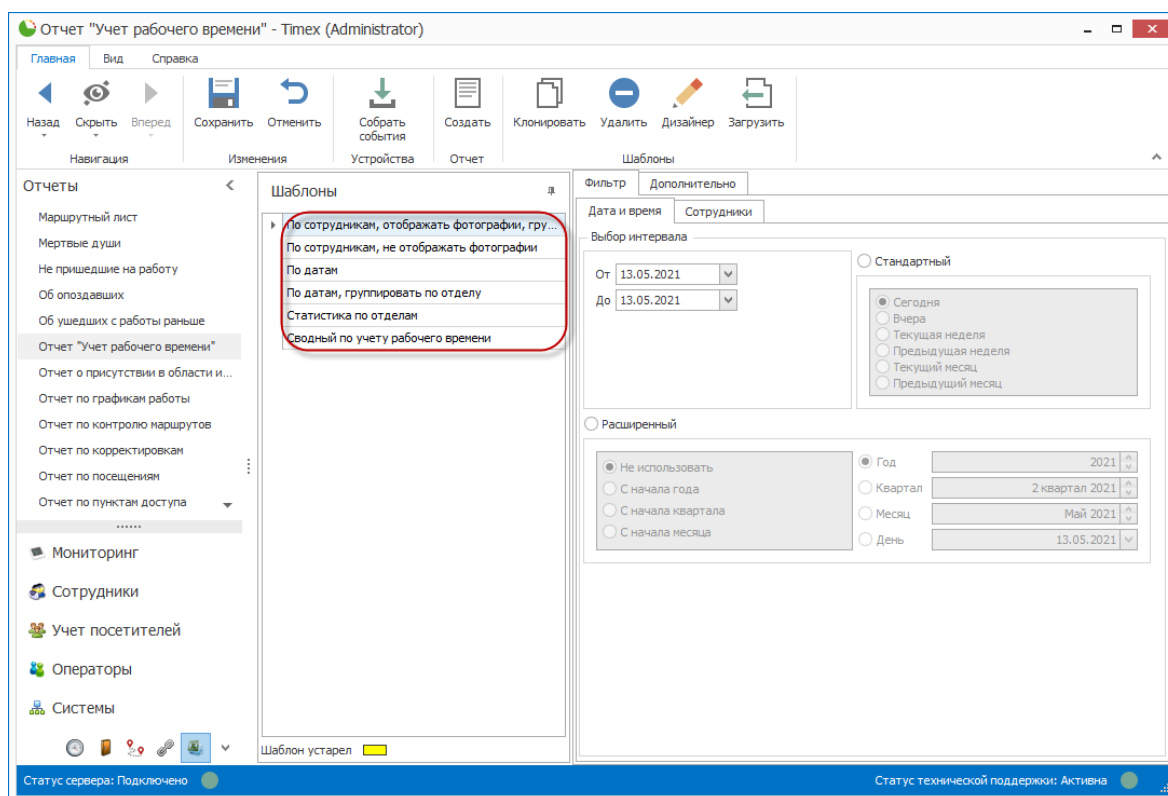 Отчет "Учет рабочего времени" - Timex (Administrator)
Главная Вид Справка
Назад Скрыть Вперед Сохранить Отменить Собрать события Создать Клонировать Удалить Дизайнер Загрузить
Навигация Изменения Устройства Отчет Шаблоны
Отчеты
Маршрутный лист
Мертвые души
Не пришедшие на работу
Об опоздавших
Об ушедших с работы раньше
Отчет "Учет рабочего времени"
Отчет о присутствии в области и...
Отчет по графикам работы
Отчет по контролю маршрутов
Отчет по корректировкам
Отчет по посещениям
Отчет по пунктам доступа
Мониторинг
Сотрудники
Учет посетителей
Операторы
Системы
Шаблоны
По сотрудникам, отображать фотографии, гру...
По сотрудникам, не отображать фотографии
По датам
По датам, группировать по отделу
Статистика по отделам
Сводный по учету рабочего времени
Шаблон устарел
Фильтр Дополнительно
Дата и время Сотрудники
Выбор интервала
От 13.05.2021
До 13.05.2021
Стандартный
Сегодня
Вчера
Текущая неделя
Предыдущая неделя
Текущий месяц
Предыдущий месяц
Расширенный
Не использовать
С начала года
С начала квартала
С начала месяца
Год 2021
Квартал 2 квартал 2021
Месяц Май 2021
День 13.05.2021
Статус сервера: Подключено
Статус технической поддержки: Активна